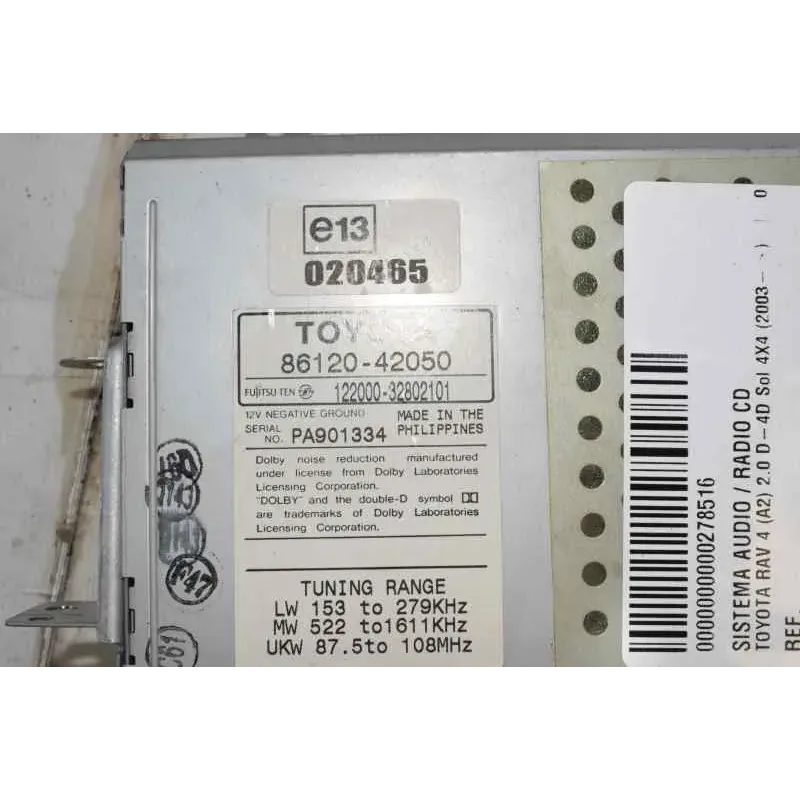 e13
020465
TOYOTA
86120-42050
FUJITSU TEN 122000-32802101
12V NEGATIVE GROUND
MADE IN THE PHILIPPINES
SERIAL NO. PA901334
Dolby noise reduction manufactured
under license from Dolby Laboratories
Licensing Corporation.
"DOLBY" and the double-D symbol
are trademarks of Dolby Laboratories
Licensing Corporation.
TUNING RANGE
LW 153 to 279KHz
MW 522 to1611KHz
UKW 87.5to 108MHz
F47
C61
0000000000278516
SISTEMA AUDIO / RADIO CD
TOYOTA RAV 4 (A2) 2.0 D-4D Sol 4X4 (2003-
REF.